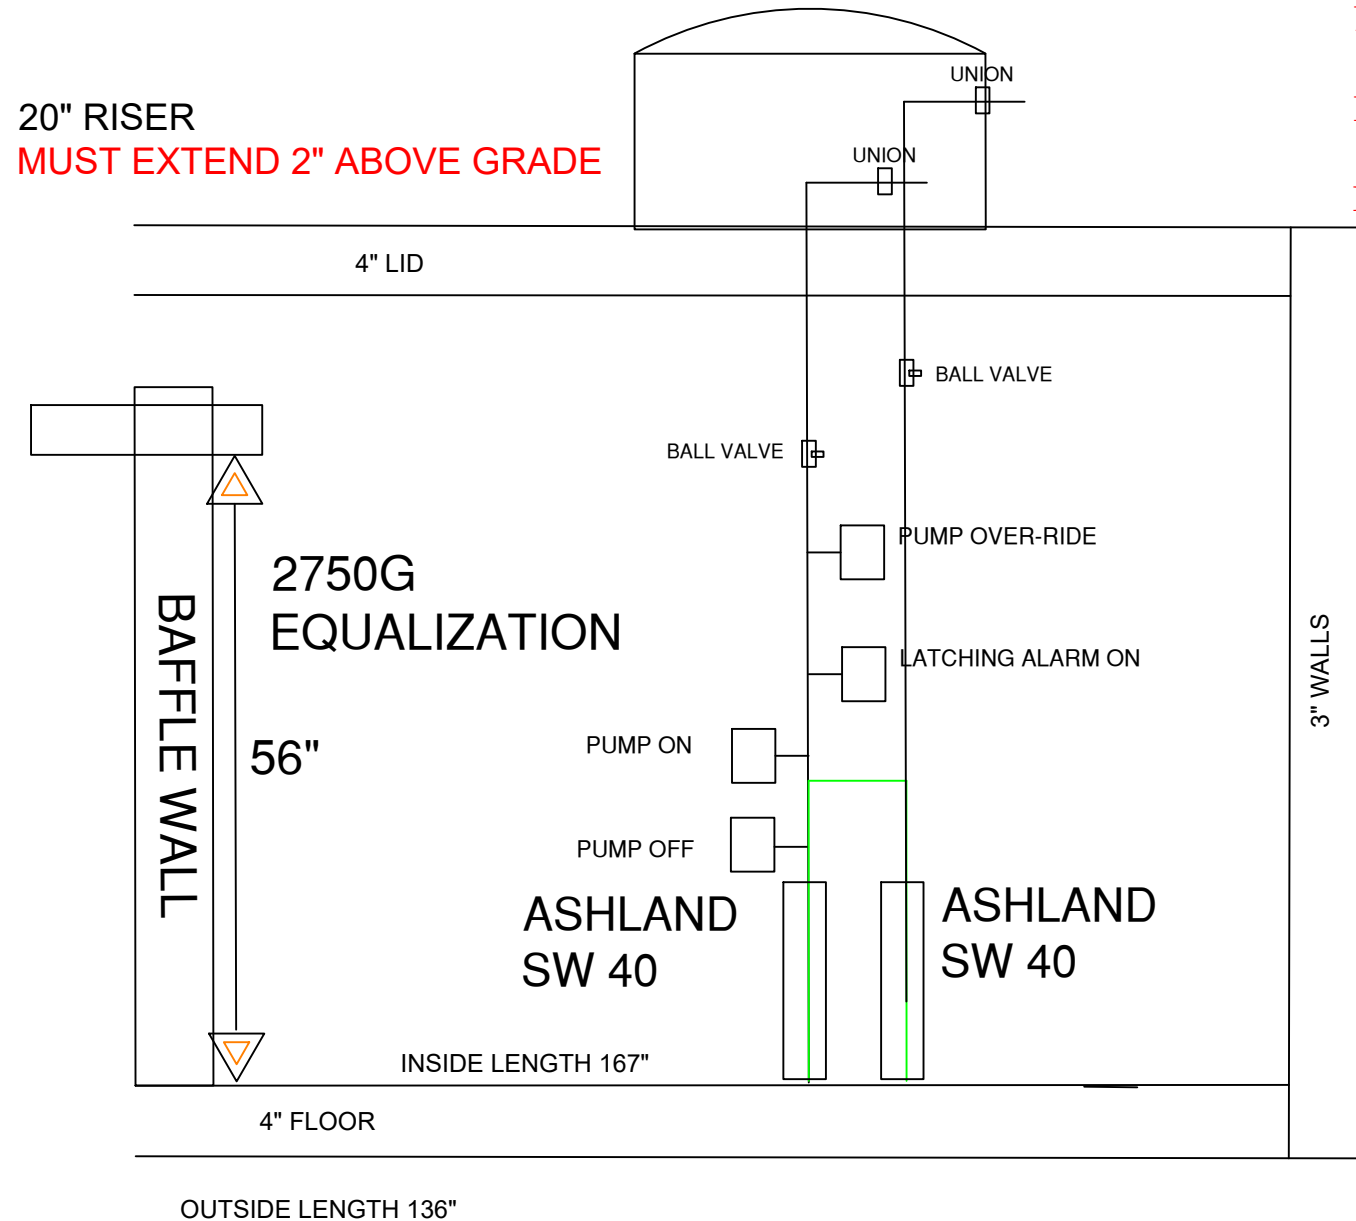 UNION
20" RISER
MUST EXTEND 2" ABOVE GRADE
UNION
4" LID
BALL VALVE
BALL VALVE
PUMP OVER-RIDE
2750G
EQUALIZATION
LATCHING ALARM ON
BAFFLE WALL
3" WALLS
56"
PUMP ON
PUMP OFF
ASHLAND
SW 40
ASHLAND
SW 40
INSIDE LENGTH 167"
4" FLOOR
OUTSIDE LENGTH 136"